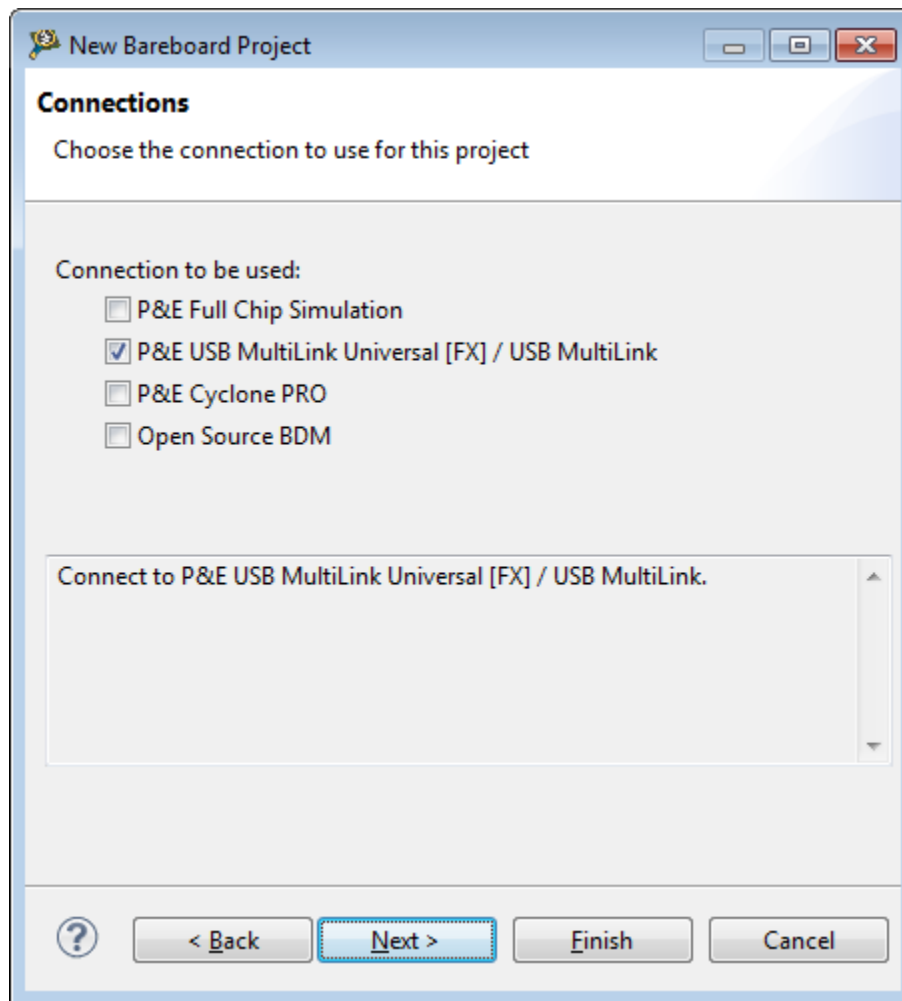 New Bareboard Project
Connections
Choose the connection to use for this project
Connection to be used:
P&E Full Chip Simulation
P&E USB MultiLink Universal [FX] / USB MultiLink
P&E Cyclone PRO
Open Source BDM
Connect to P&E USB MultiLink Universal [FX] / USB MultiLink.
? < Back Next > Finish Cancel